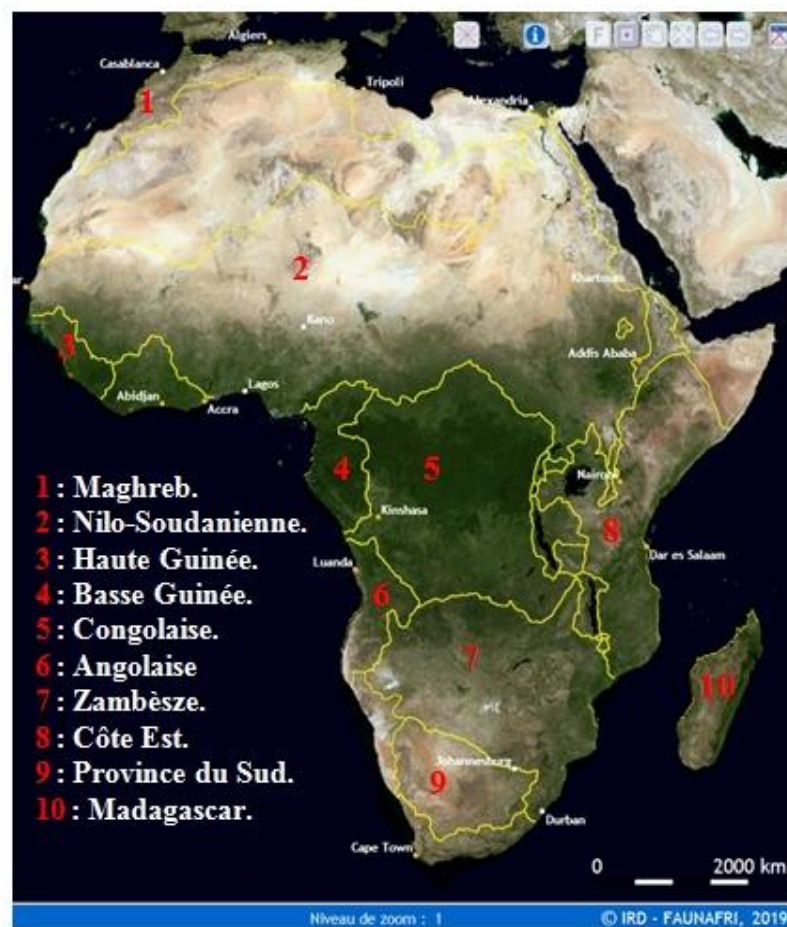 Algiers
Casablanca
Tripoli
Alexandria
F
1
2
Khartoum
Kano
3
Addis Ababa
Lagos
Abidjan
Accra
4
5
Nairobi
Kinshasa
8
Dar es Salaam
Luanda
6
7
10
Johannesburg
9
Durban
Cape Town
1 : Maghreb.
2 : Nilo-Soudanienne.
3 : Haute Guinée.
4 : Basse Guinée.
5 : Congolaise.
6 : Angolaise
7 : Zambèsze.
8 : Côte Est.
9 : Province du Sud.
10 : Madagascar.
0 2000 km
Niveau de zoom : 1 © IRD - FAUNAFRI, 2019